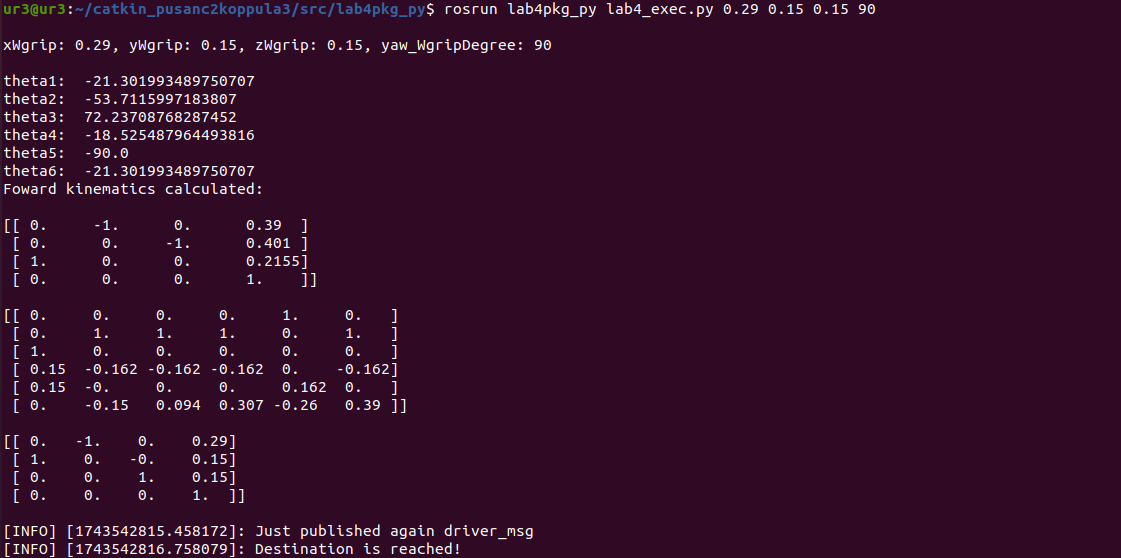 ur3@ur3:~/catkin_pusanc2koppula3/src/lab4pkg_py$ rosrun lab4pkg_py lab4_exec.py 0.29 0.15 0.15 90
xWgrip: 0.29, yWgrip: 0.15, zWgrip: 0.15, yaw_WgripDegree: 90
theta1:  -21.301993489750707
theta2:  -53.7115997183807
theta3:  72.23708768287452
theta4:  -18.525487964493816
theta5:  -90.0
theta6:  -21.301993489750707
Foward kinematics calculated:
[[ 0.     -1.      0.      0.39  ]
 [ 0.      0.     -1.      0.401 ]
 [ 1.      0.      0.      0.2155]
 [ 0.      0.      0.      1.    ]]
[[ 0.     0.     0.     0.     1.     0.   ]
 [ 0.     1.     1.     1.     0.     1.   ]
 [ 1.     0.     0.     0.     0.     0.   ]
 [ 0.15  -0.162 -0.162 -0.162  0.    -0.162]
 [ 0.15  -0.     0.     0.     0.162  0.   ]
 [ 0.    -0.15   0.094  0.307 -0.26   0.39 ]]
[[ 0.   -1.    0.    0.29]
 [ 1.    0.   -0.    0.15]
 [ 0.    0.    1.    0.15]
 [ 0.    0.    0.    1.  ]]
[INFO] [1743542815.458172]: Just published again driver_msg
[INFO] [1743542816.758079]: Destination is reached!